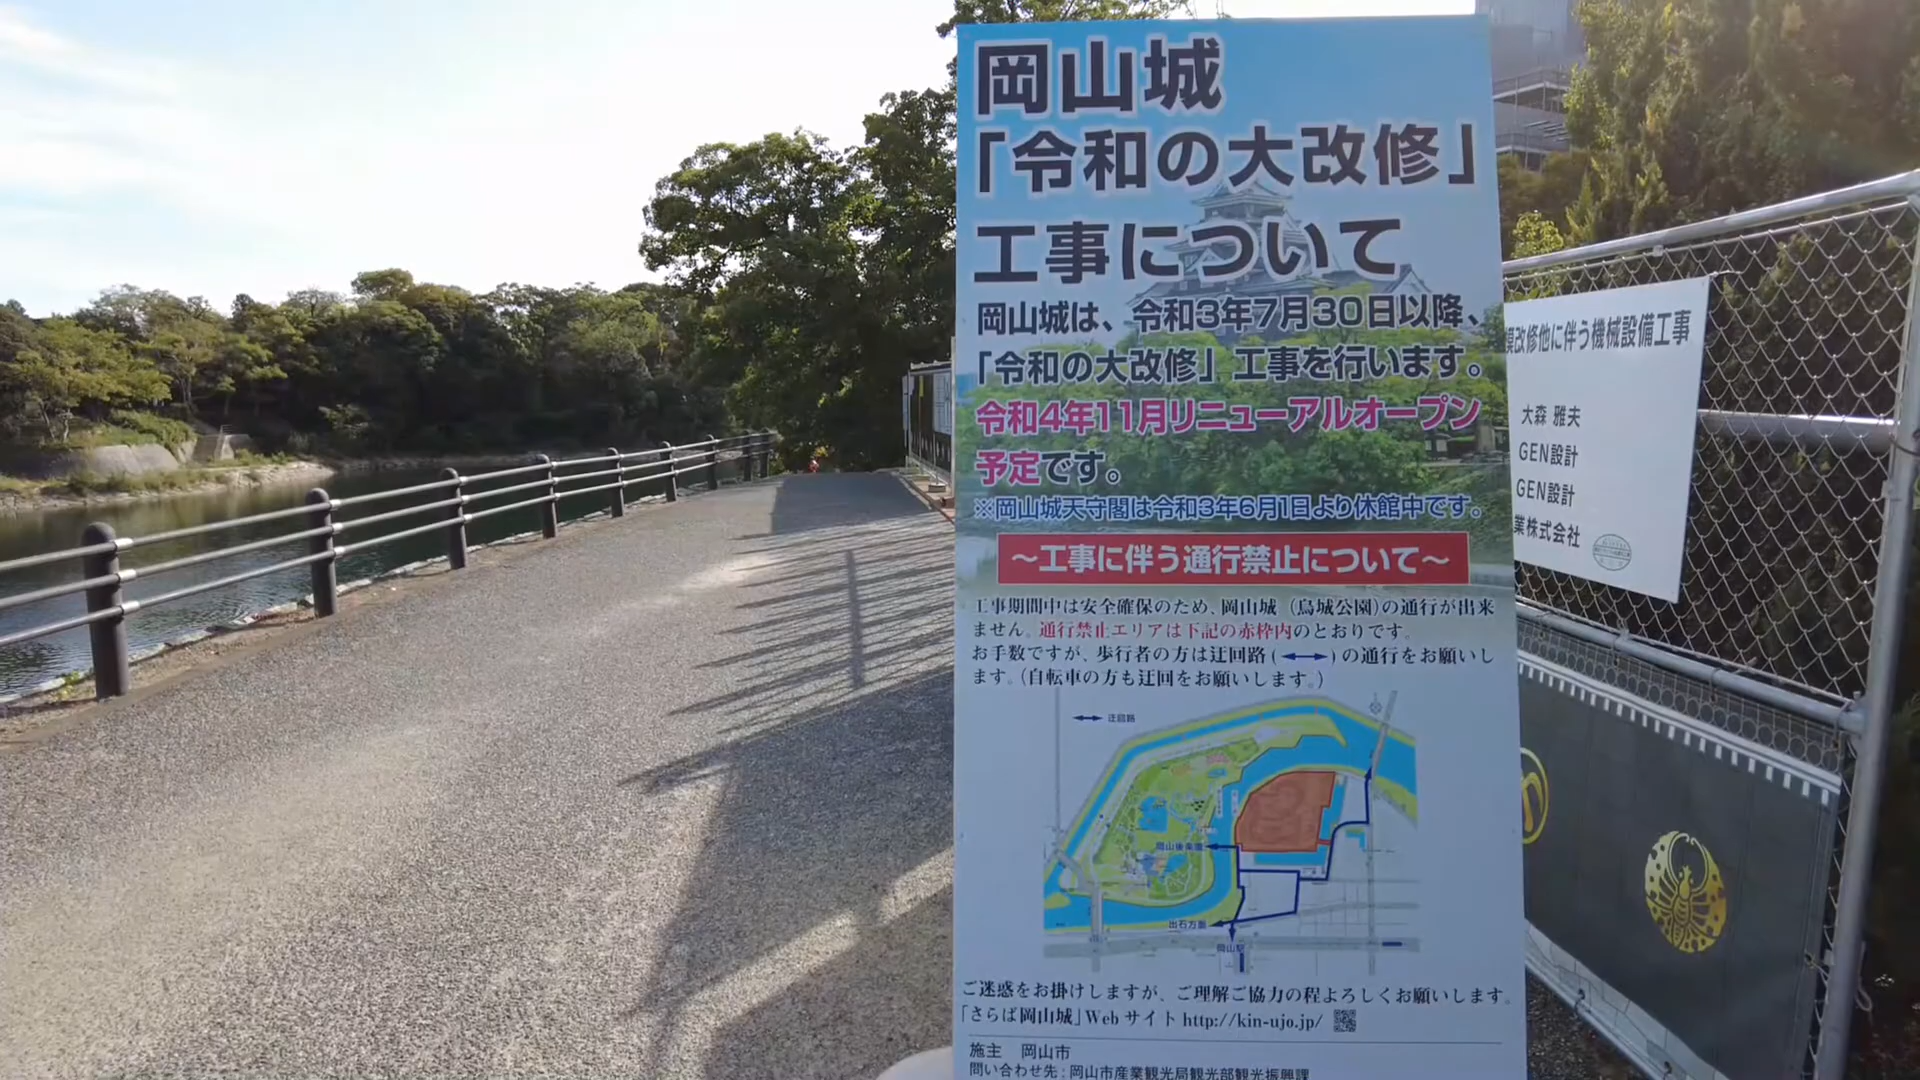 岡山城
「令和の大改修」
工事について
岡山城は、令和3年7月30日以降、
「令和の大改修」工事を行います。
令和4年11月リニューアルオープン
予定です。
※岡山城天守閣は令和3年6月1日より休館中です。
～工事に伴う通行禁止について～
工事期間中は安全確保のため、岡山城（烏城公園）の通行が出来
ません。通行禁止エリアは下記の赤枠内のとおりです。
お手数ですが、歩行者の方は迂回路（⟷）の通行をお願いし
ます。（自転車の方も迂回をお願いします。）
迂回路
岡山後楽園
出石方面
岡山駅
ご迷惑をお掛けしますが、ご理解ご協力の程よろしくお願いします。
「さらば岡山城」Webサイト http://kin-ujo.jp/
施主　岡山市
問い合わせ先：岡山市産業観光局観光部観光振興課
模改修他に伴う機械設備工事
大森 雅夫
GEN設計
GEN設計
業株式会社